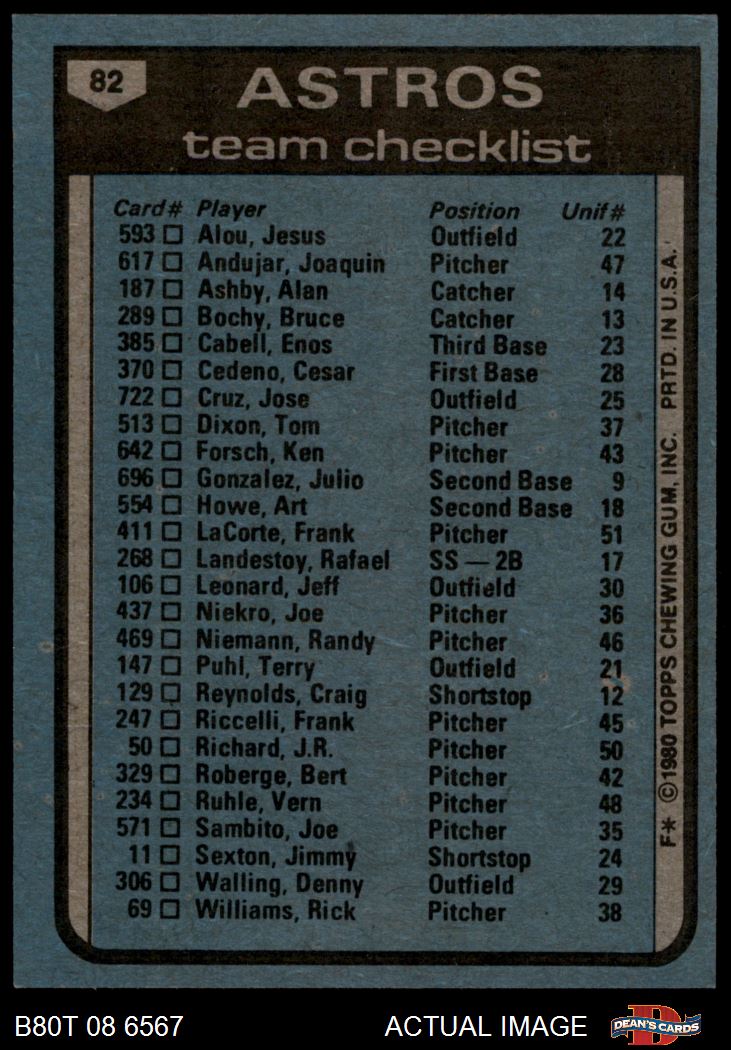 82
ASTROS
team checklist
Card# Player Position Unif#
593 Alou, Jesus Outfield 22
617 Andujar, Joaquin Pitcher 47
187 Ashby, Alan Catcher 14
289 Bochy, Bruce Catcher 13
385 Cabell, Enos Third Base 23
370 Cedeno, Cesar First Base 28
722 Cruz, Jose Outfield 25
513 Dixon, Tom Pitcher 37
642 Forsch, Ken Pitcher 43
696 Gonzalez, Julio Second Base 9
554 Howe, Art Second Base 18
411 LaCorte, Frank Pitcher 51
268 Landestoy, Rafael SS — 2B 17
106 Leonard, Jeff Outfield 30
437 Niekro, Joe Pitcher 36
469 Niemann, Randy Pitcher 46
147 Puhl, Terry Outfield 21
129 Reynolds, Craig Shortstop 12
247 Riccelli, Frank Pitcher 45
50 Richard, J.R. Pitcher 50
329 Roberge, Bert Pitcher 42
234 Ruhle, Vern Pitcher 48
571 Sambito, Joe Pitcher 35
11 Sexton, Jimmy Shortstop 24
306 Walling, Denny Outfield 29
69 Williams, Rick Pitcher 38
F* ©1980 TOPPS CHEWING GUM, INC. PRTD. IN U.S.A.
B80T 08 6567 ACTUAL IMAGE
D
DEAN'S CARDS